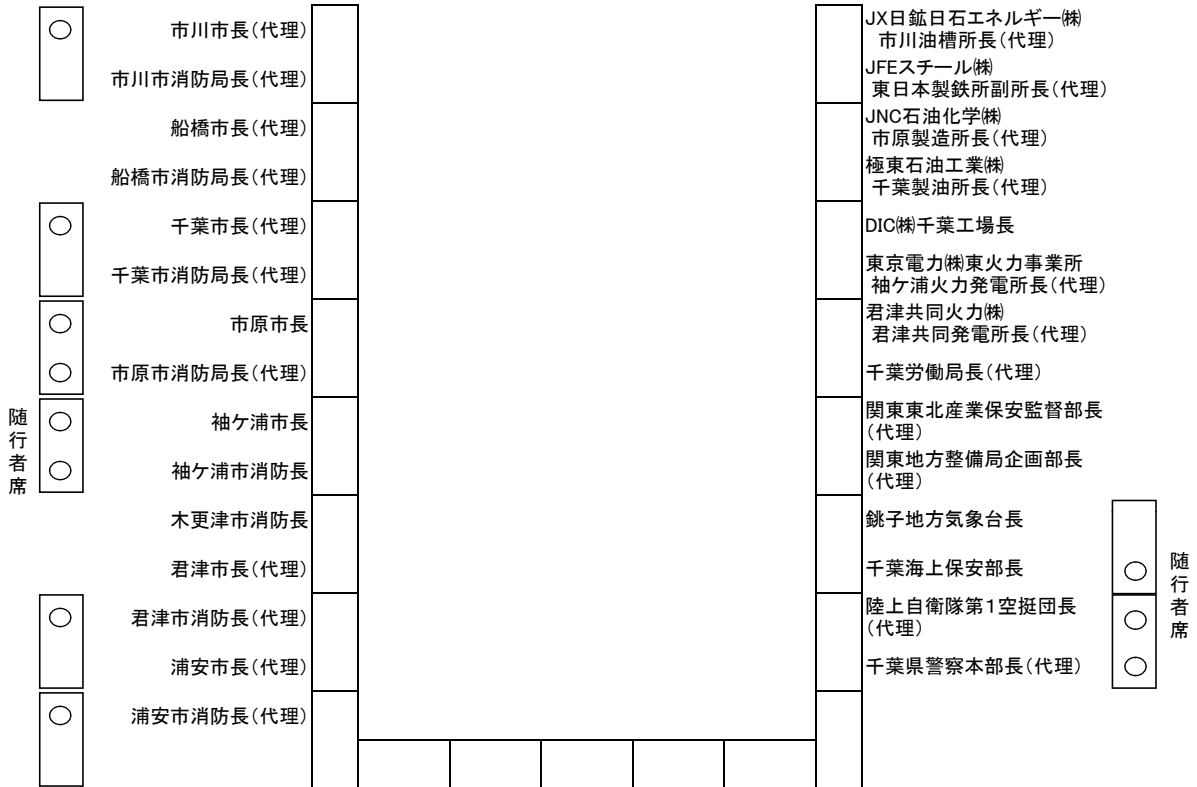 市川市長(代理)
市川市消防局長(代理)
船橋市長(代理)
船橋市消防局長(代理)
千葉市長(代理)
千葉市消防局長(代理)
市原市長
市原市消防局長(代理)
袖ケ浦市長
袖ケ浦市消防長
木更津市消防長
君津市長(代理)
君津市消防長(代理)
浦安市長(代理)
浦安市消防長(代理)
随行者席
JX日鉱日石エネルギー㈱
市川油槽所長(代理)
JFEスチール㈱
東日本製鉄所副所長(代理)
JNC石油化学㈱
市原製造所長(代理)
極東石油工業㈱
千葉製油所長(代理)
DIC㈱千葉工場長
東京電力㈱東火力事業所
袖ケ浦火力発電所長(代理)
君津共同火力㈱
君津共同発電所長(代理)
千葉労働局長(代理)
関東東北産業保安監督部長
(代理)
関東地方整備局企画部長
(代理)
銚子地方気象台長
千葉海上保安部長
陸上自衛隊第1空挺団長
(代理)
千葉県警察本部長(代理)
随行者席